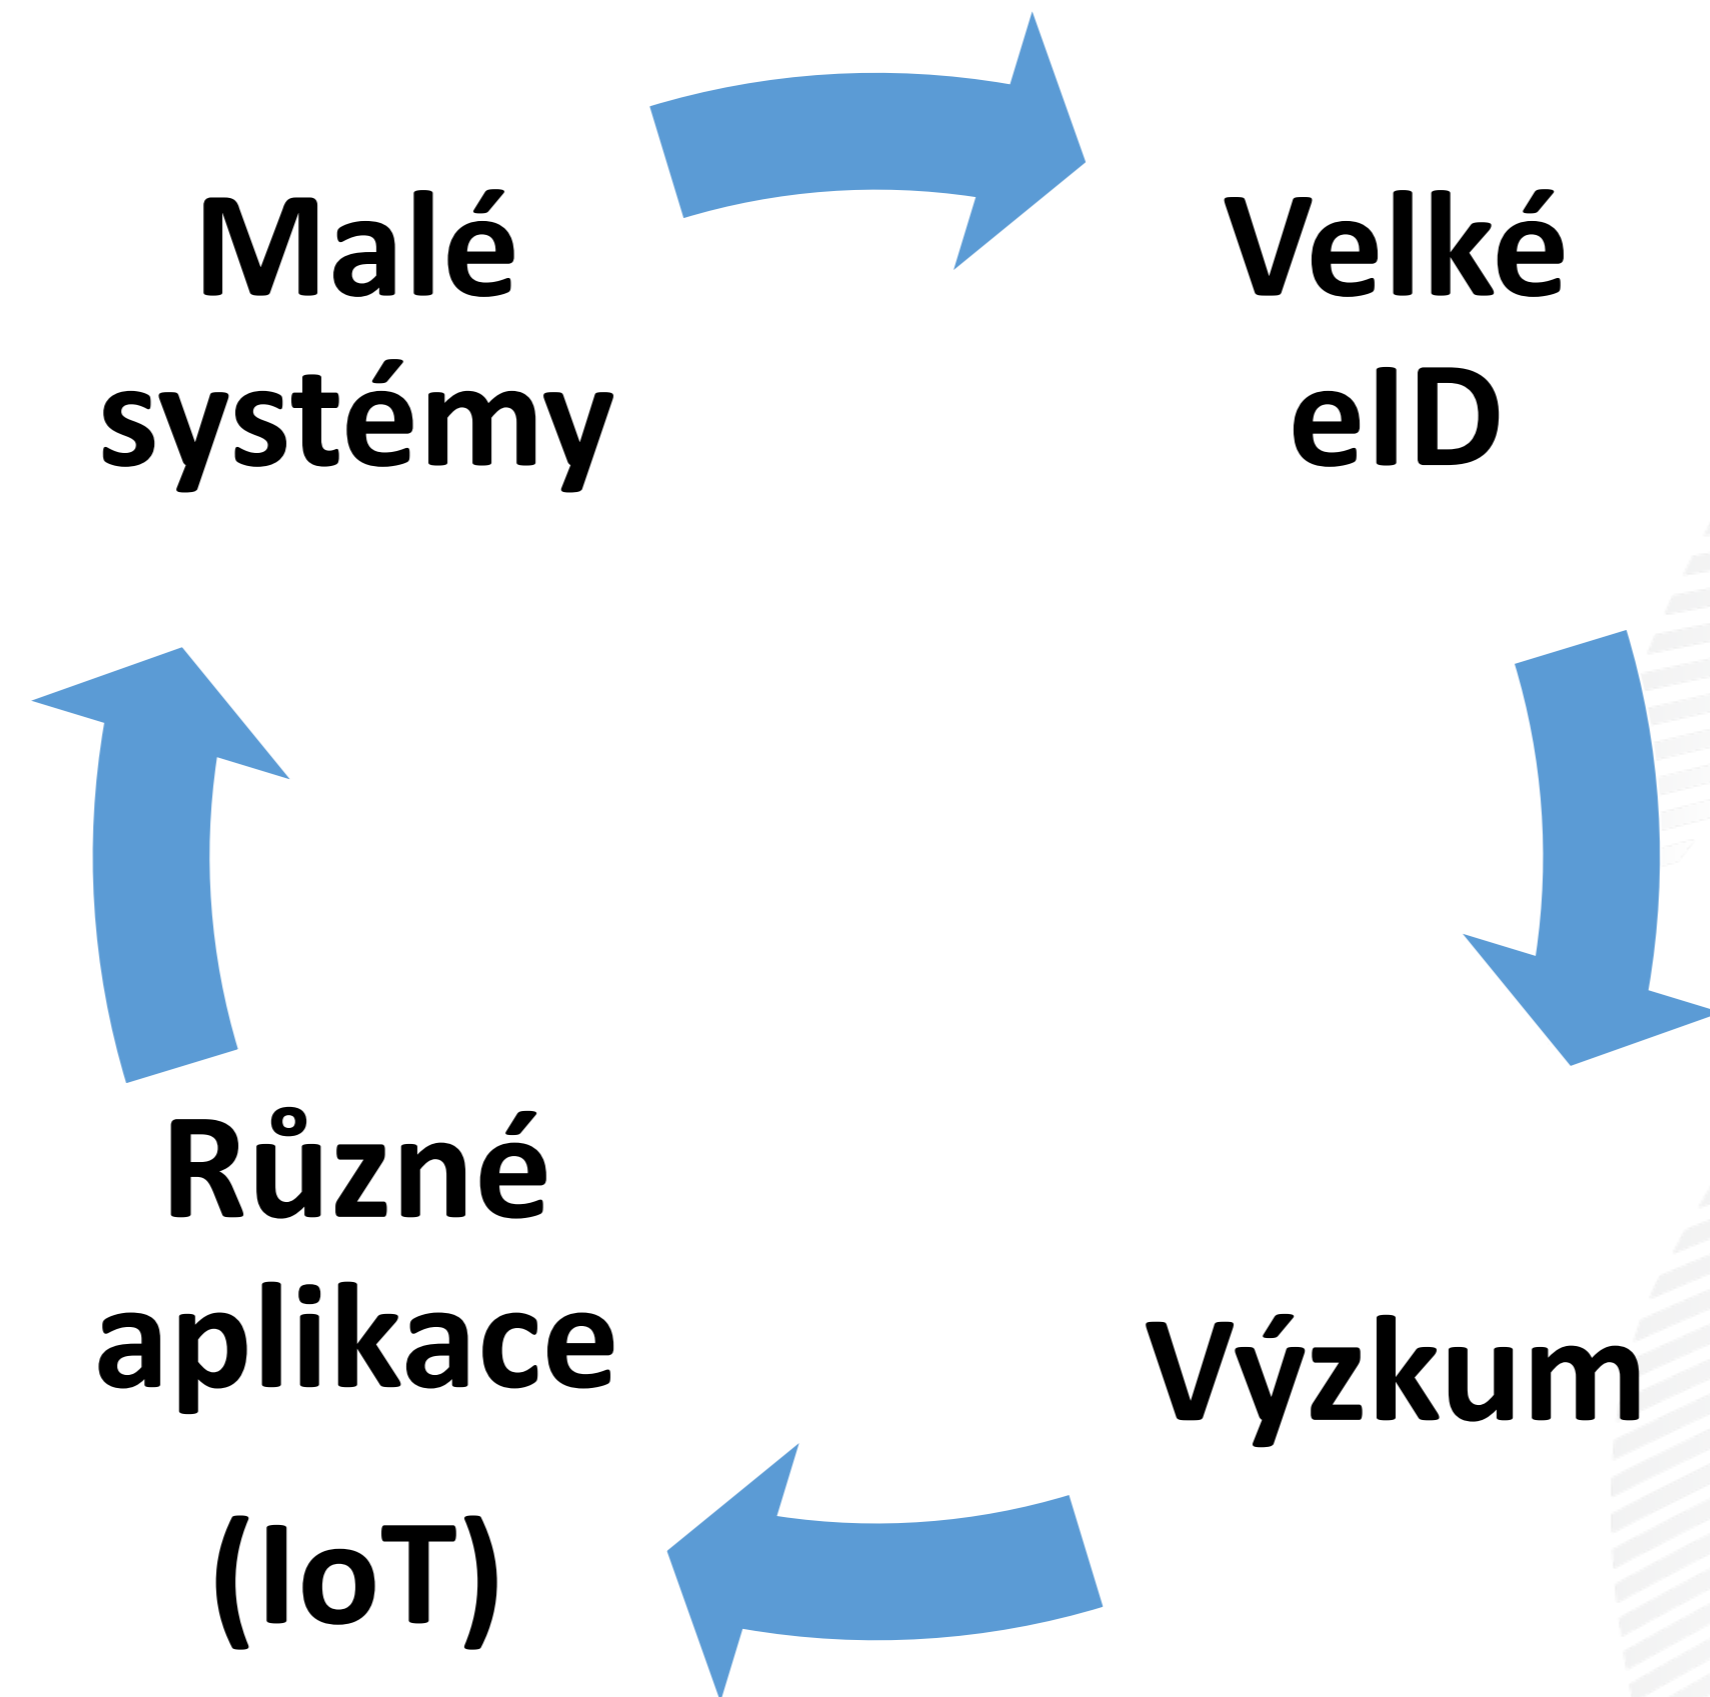 Malé
systémy
Velké
eID
Různé
aplikace
(IoT)
Výzkum